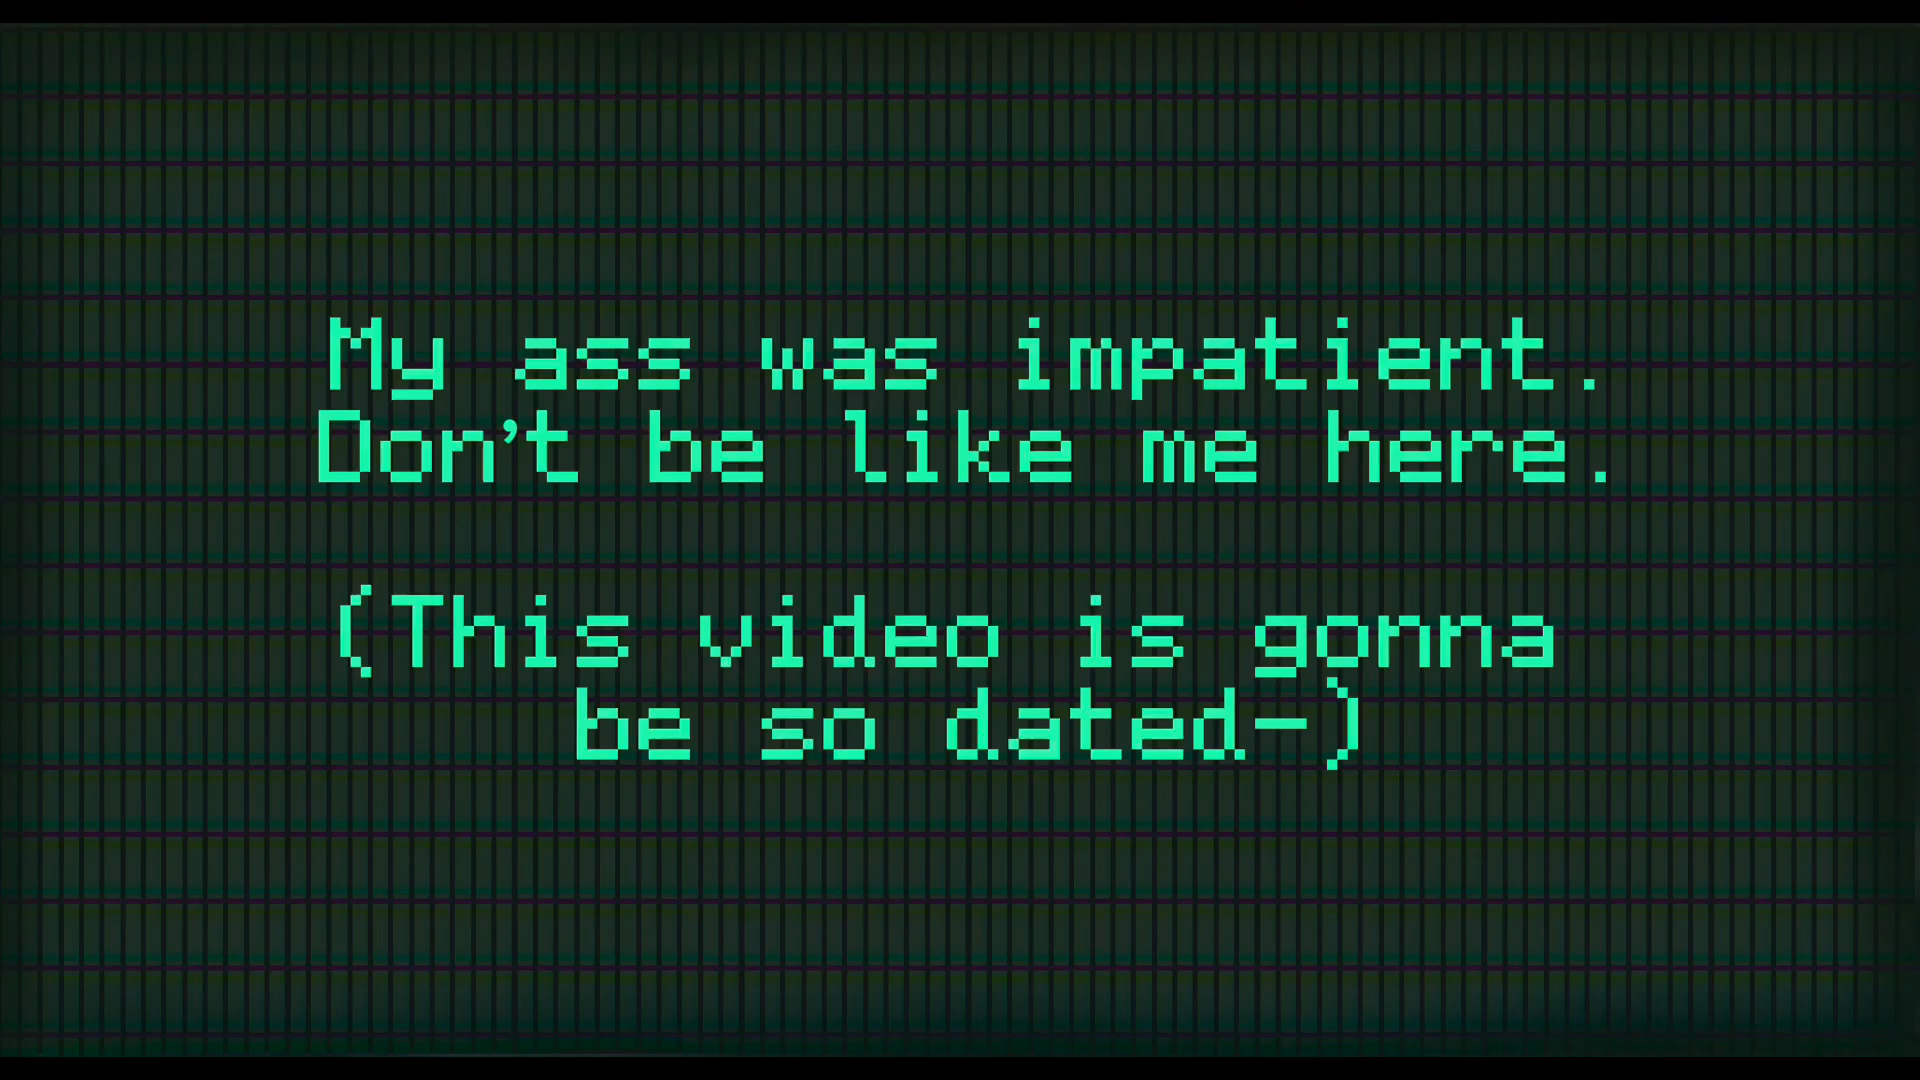 My ass was impatient.
Don't be like me here.
(This video is gonna
be so dated-)